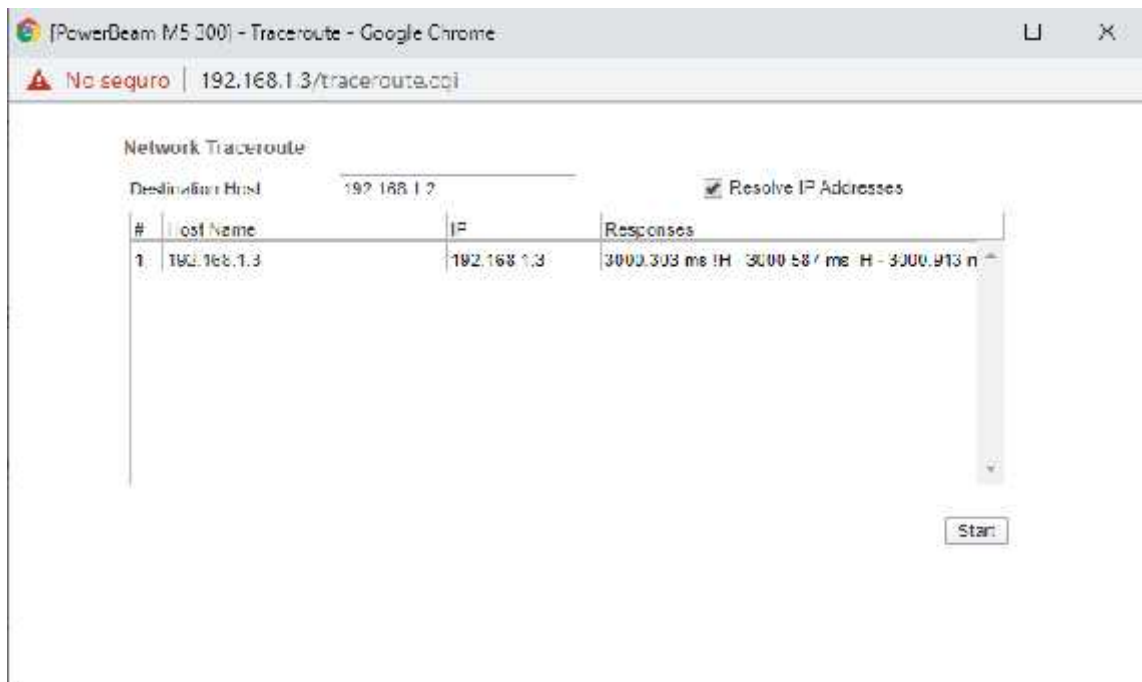 [PowerBeam M5 300] - Traceroute - Google Chrome
No seguro | 192.168.1.3/traceroute.cgi
Network Traceroute
Destination Host 192.168.1.2 Resolve IP Addresses
# Host Name IP Responses
1 192.168.1.3 192.168.1.3 3000.303 ms !H - 3000.587 ms !H - 3000.913
Start